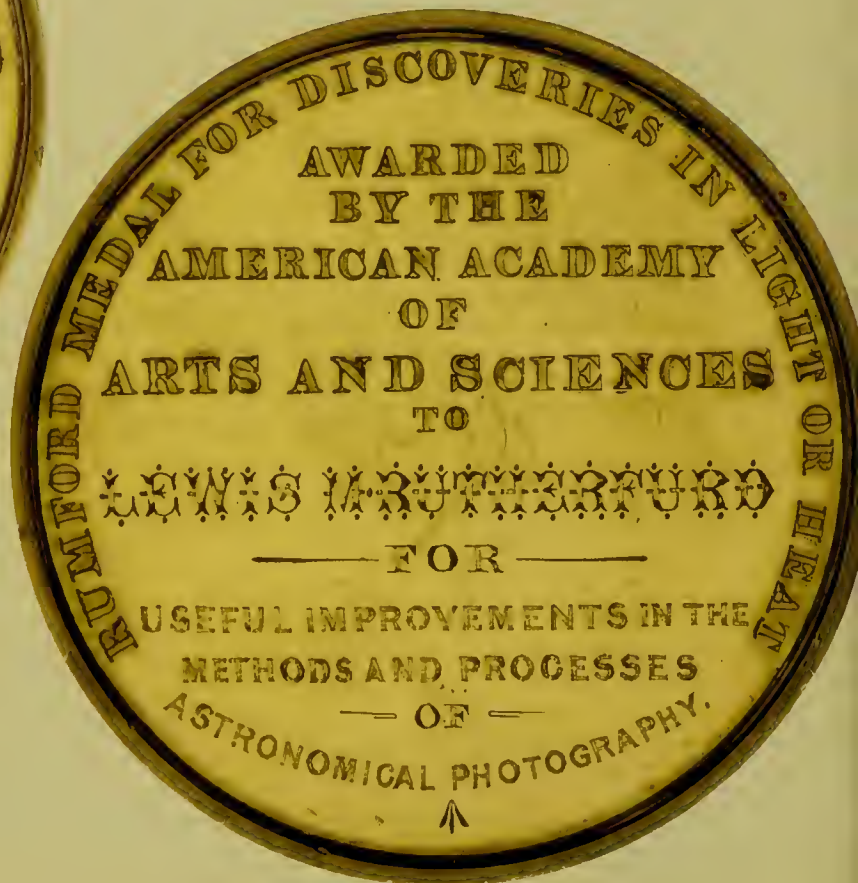 RUMFORD MEDAL FOR DISCOVERIES IN LIGHT OR HEAT
AWARDED
BY THE
AMERICAN ACADEMY
OF
ARTS AND SCIENCES
TO
LEWIS M. RUTHERFURD
FOR
USEFUL IMPROVEMENTS IN THE
METHODS AND PROCESSES
OF
ASTRONOMICAL PHOTOGRAPHY.